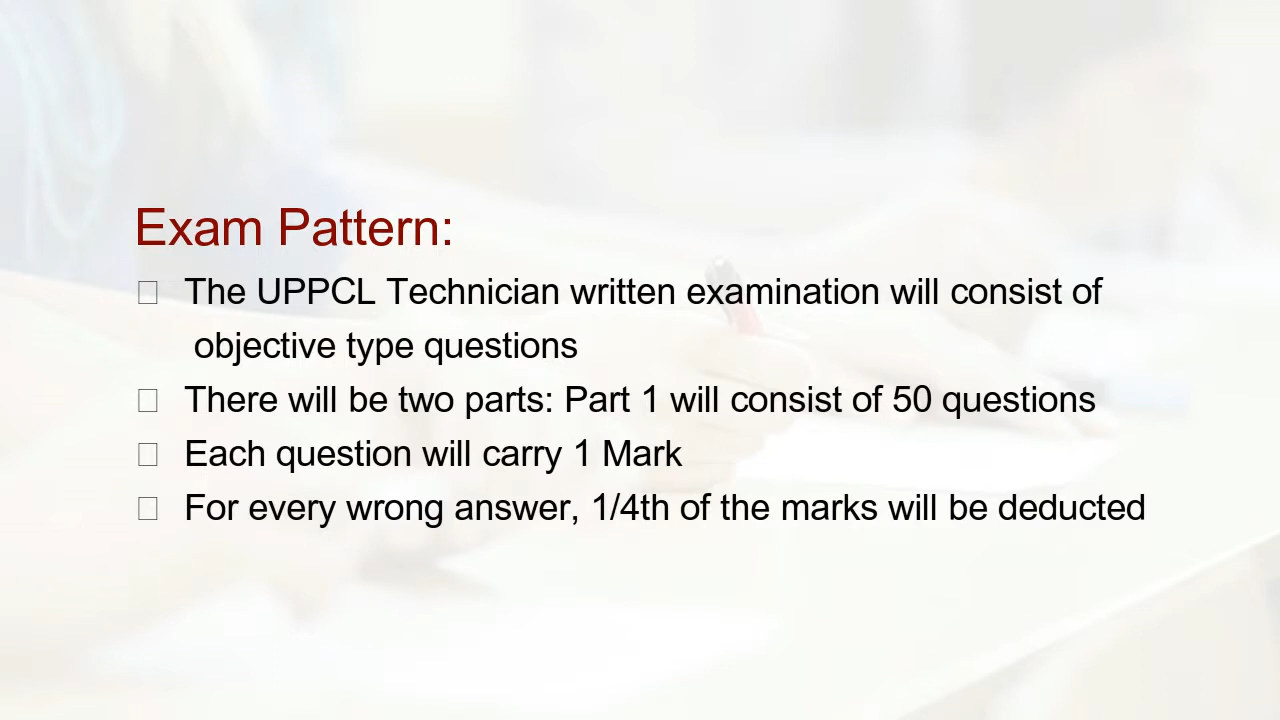 Exam Pattern:
The UPPCL Technician written examination will consist of
objective type questions
There will be two parts: Part 1 will consist of 50 questions
Each question will carry 1 Mark
For every wrong answer, 1/4th of the marks will be deducted